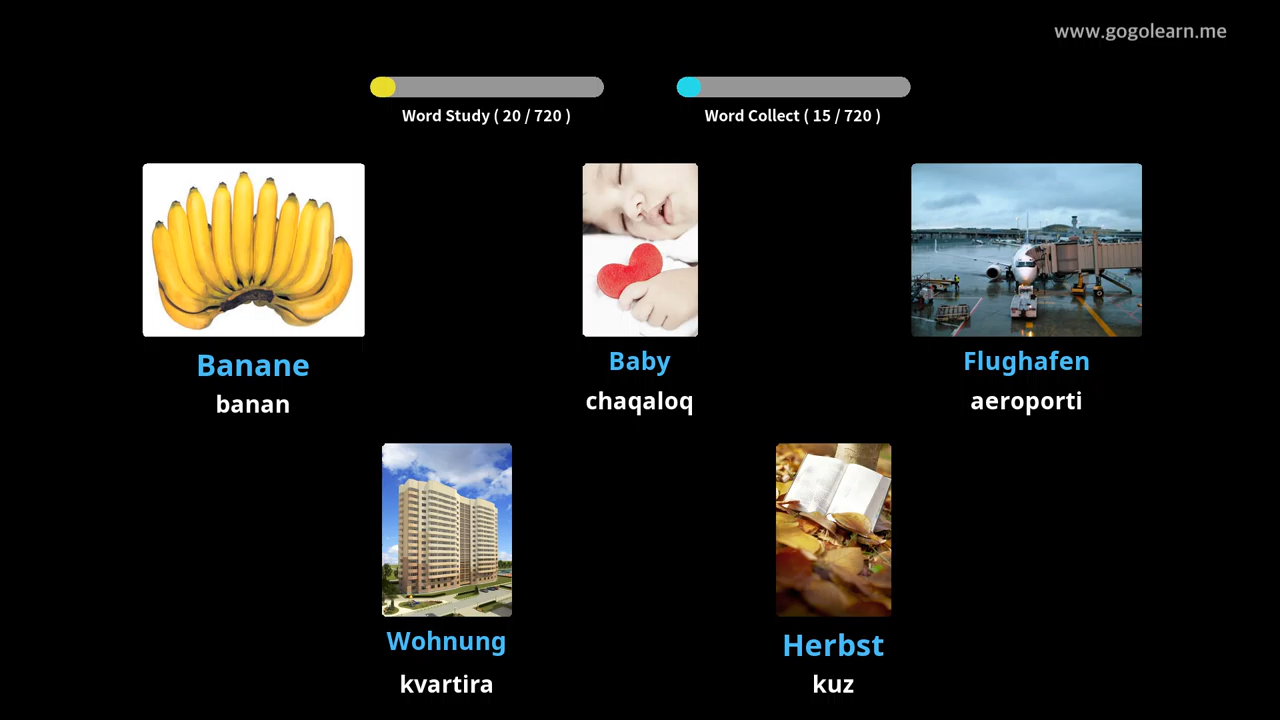 www.gogolearn.me
Word Study ( 20 / 720 )
Word Collect ( 15 / 720 )
Banane
banan
Baby
chaqaloq
Flughafen
aeroporti
Wohnung
kvartira
Herbst
kuz